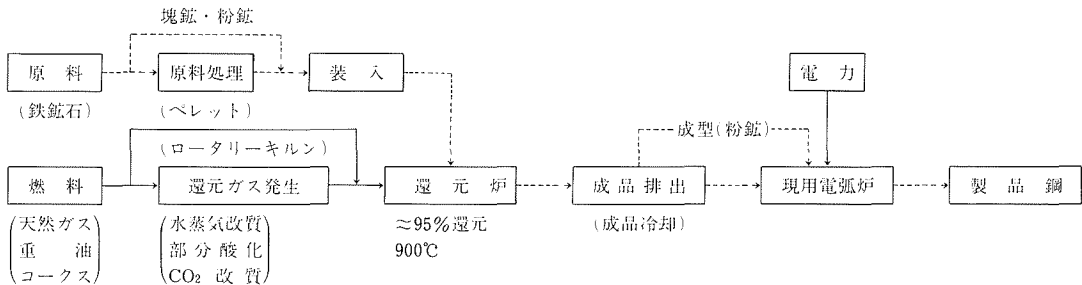 塊鉱・粉鉱
原料
原料処理
装入
電力
(鉄鉱石)
(ペレット)
成型(粉鉱)
(ロータリーキルン)
燃料
還元ガス発生
還元炉
成品排出
現用電弧炉
製品鋼
天然ガス
重油
コークス
水蒸気改質
部分酸化
CO₂ 改質
≈95%還元
900℃
(成品冷却)